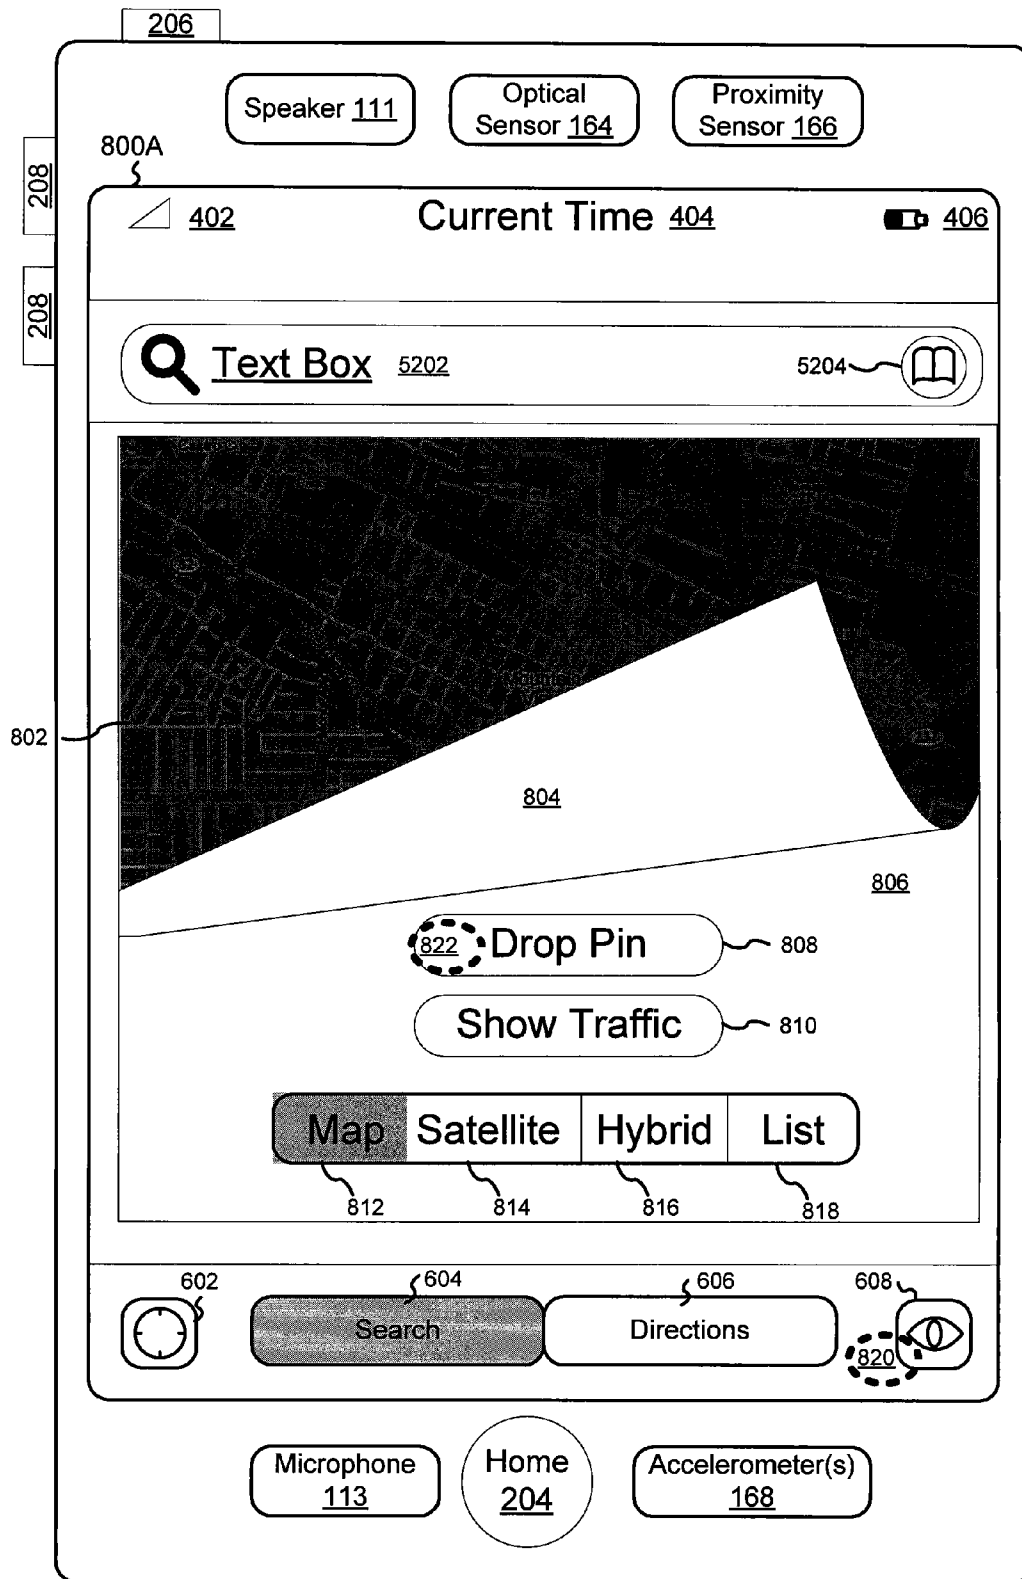 206
Speaker 111
Optical
Sensor 164
Proximity
Sensor 166
800A
208
208
402
Current Time 404
406
Text Box 5202
5204
802
804
806
822 Drop Pin
808
Show Traffic
810
Map Satellite Hybrid List
812 814 816 818
602
604
606
608
Search
Directions
820
Microphone
113
Home
204
Accelerometer(s)
168